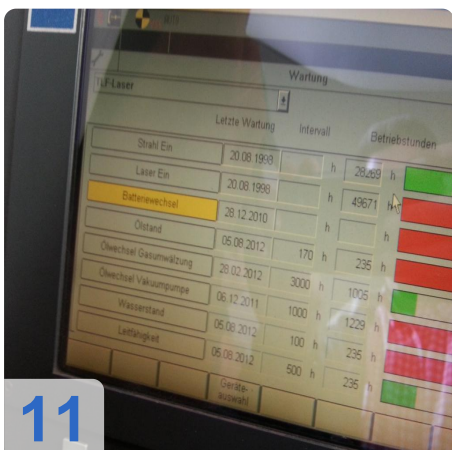 Wartung
TLF-Laser
Letzte Wartung Intervall Betriebstunden
Strahl Ein 20.08.1998 h 28269 h
Laser Ein 20.08.1998 h 49671 h
Batteriewechsel 28.12.2010 h h
Ölstand 05.08.2012 170 h 235 h
Ölwechsel Gasumwälzung 28.02.2012 3000 h 1005 h
Ölwechsel Vakuumpumpe 06.12.2011 1000 h 1229 h
Wasserstand 05.08.2012 100 h 235 h
Leitfähigkeit 05.08.2012 500 h 235 h
Geräte-
auswahl
11